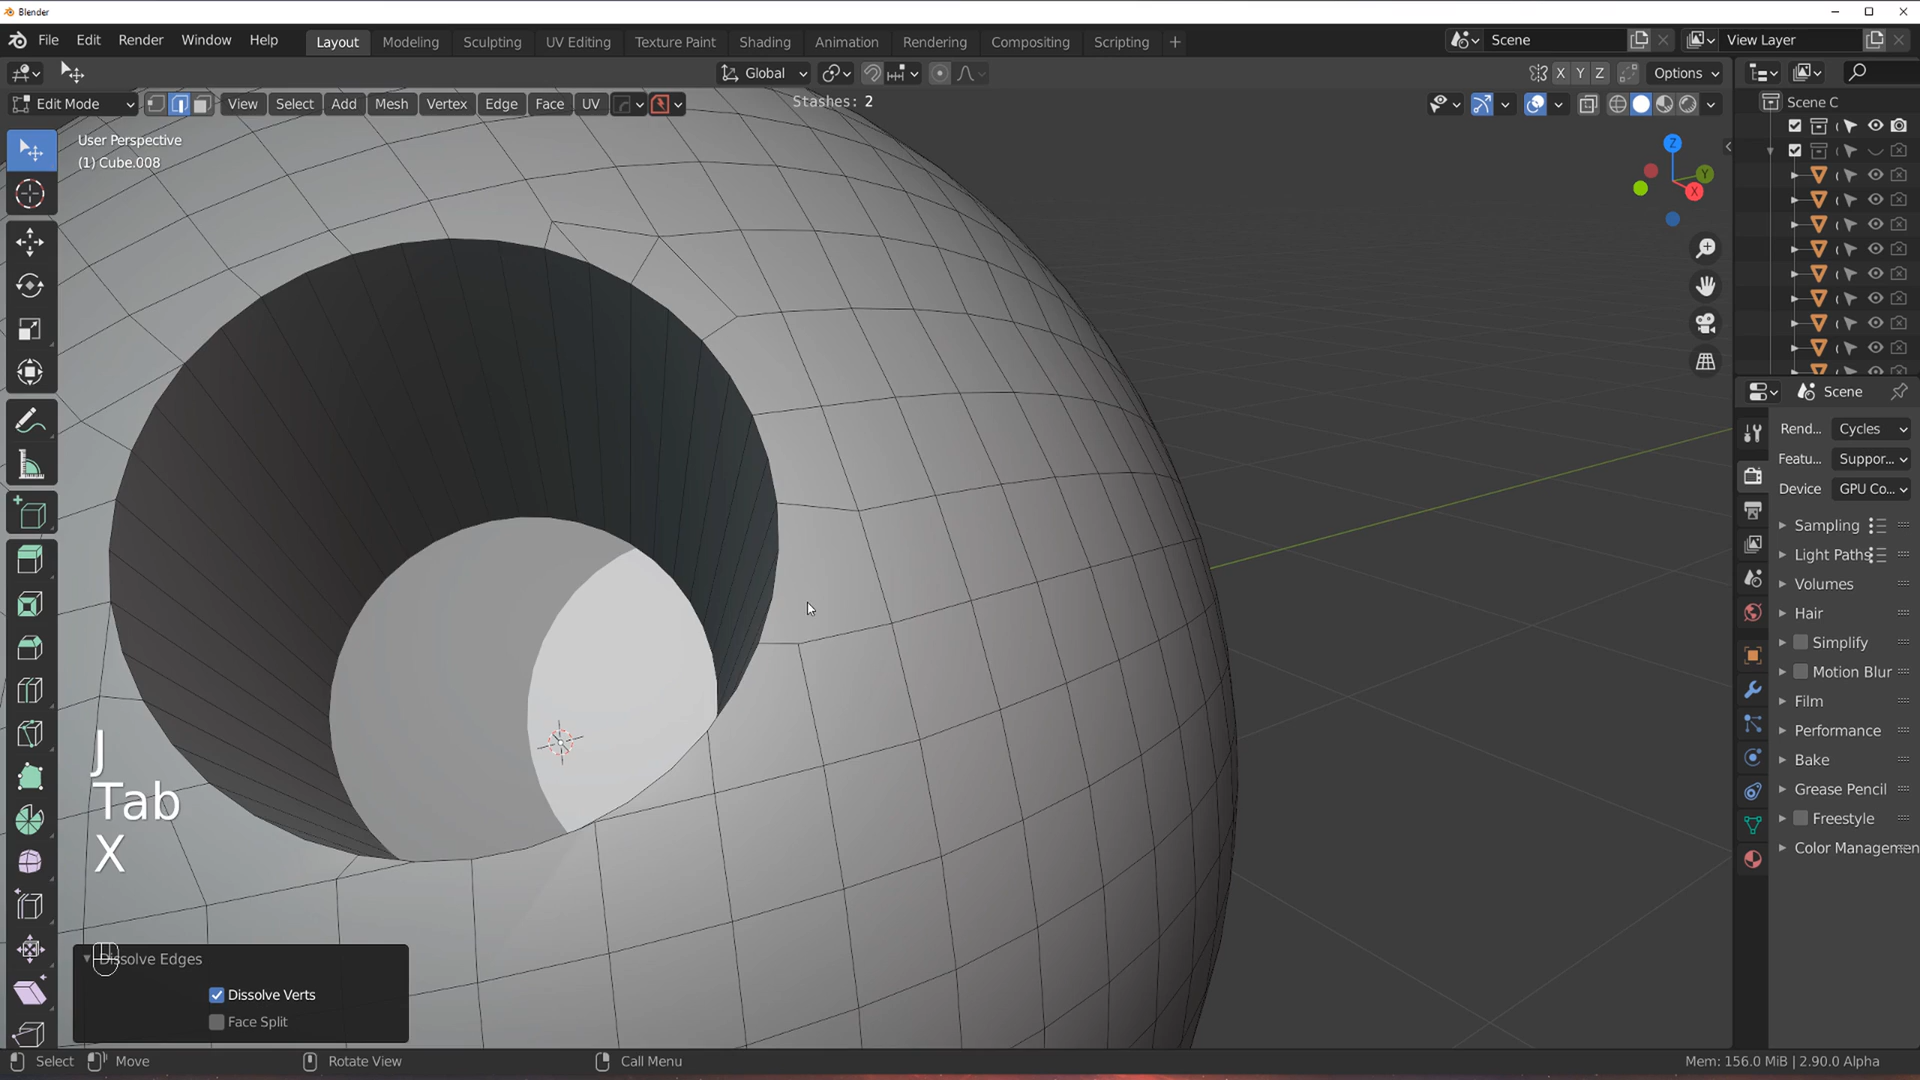 Blender
File Edit Render Window Help Layout Modeling Sculpting UV Editing Texture Paint Shading Animation Rendering Compositing Scripting + Scene View Layer
Global X Y Z Options
Edit Mode View Select Add Mesh Vertex Edge Face UV Stashes: 2 Scene C
User Perspective
(1) Cube.008
Z
Y
X
Scene
Rend... Cycles
Featu... Suppor...
Device GPU Co...
Sampling
Light Paths
Volumes
Hair
Simplify
Motion Blur
Film
Performance
Bake
Grease Pencil
Freestyle
Color Managemen
J
Tab
X
Dissolve Edges
Dissolve Verts
Face Split
Select Move Rotate View Call Menu Mem: 156.0 MiB | 2.90.0 Alpha